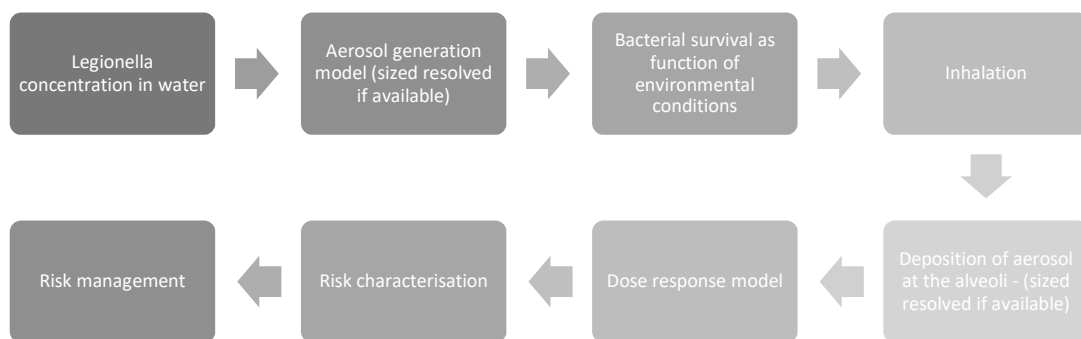 Legionella
concentration in water
Aerosol generation
model (sized resolved
if available)
Bacterial survival as
function of
environmental
conditions
Inhalation
Deposition of aerosol
at the alveoli - (sized
resolved if available)
Dose response model
Risk characterisation
Risk management